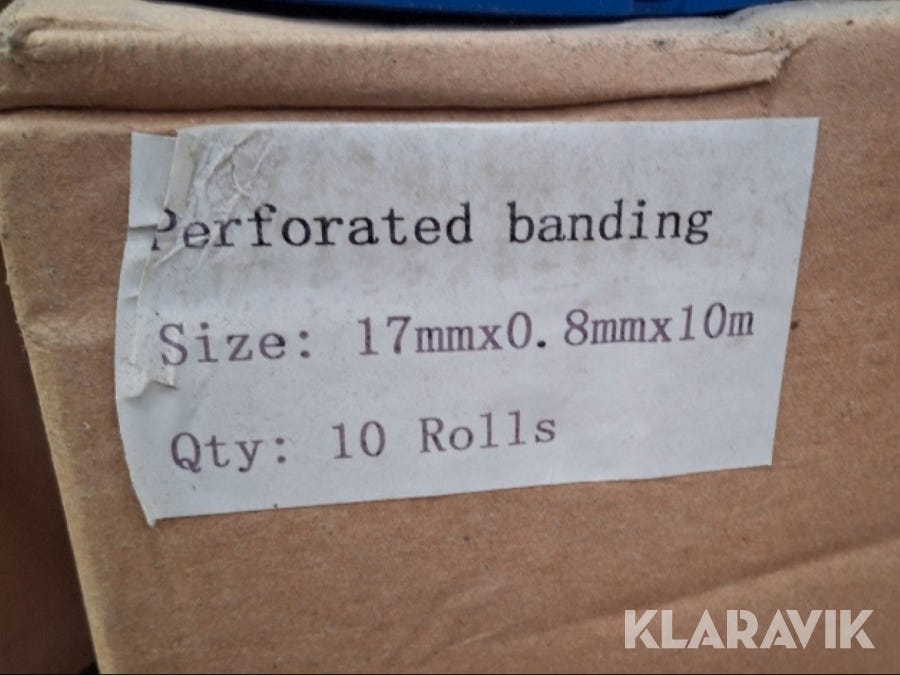 Perforated banding
Size: 17mmx0.8mmx10m
Qty: 10 Rolls
KLARAVIK